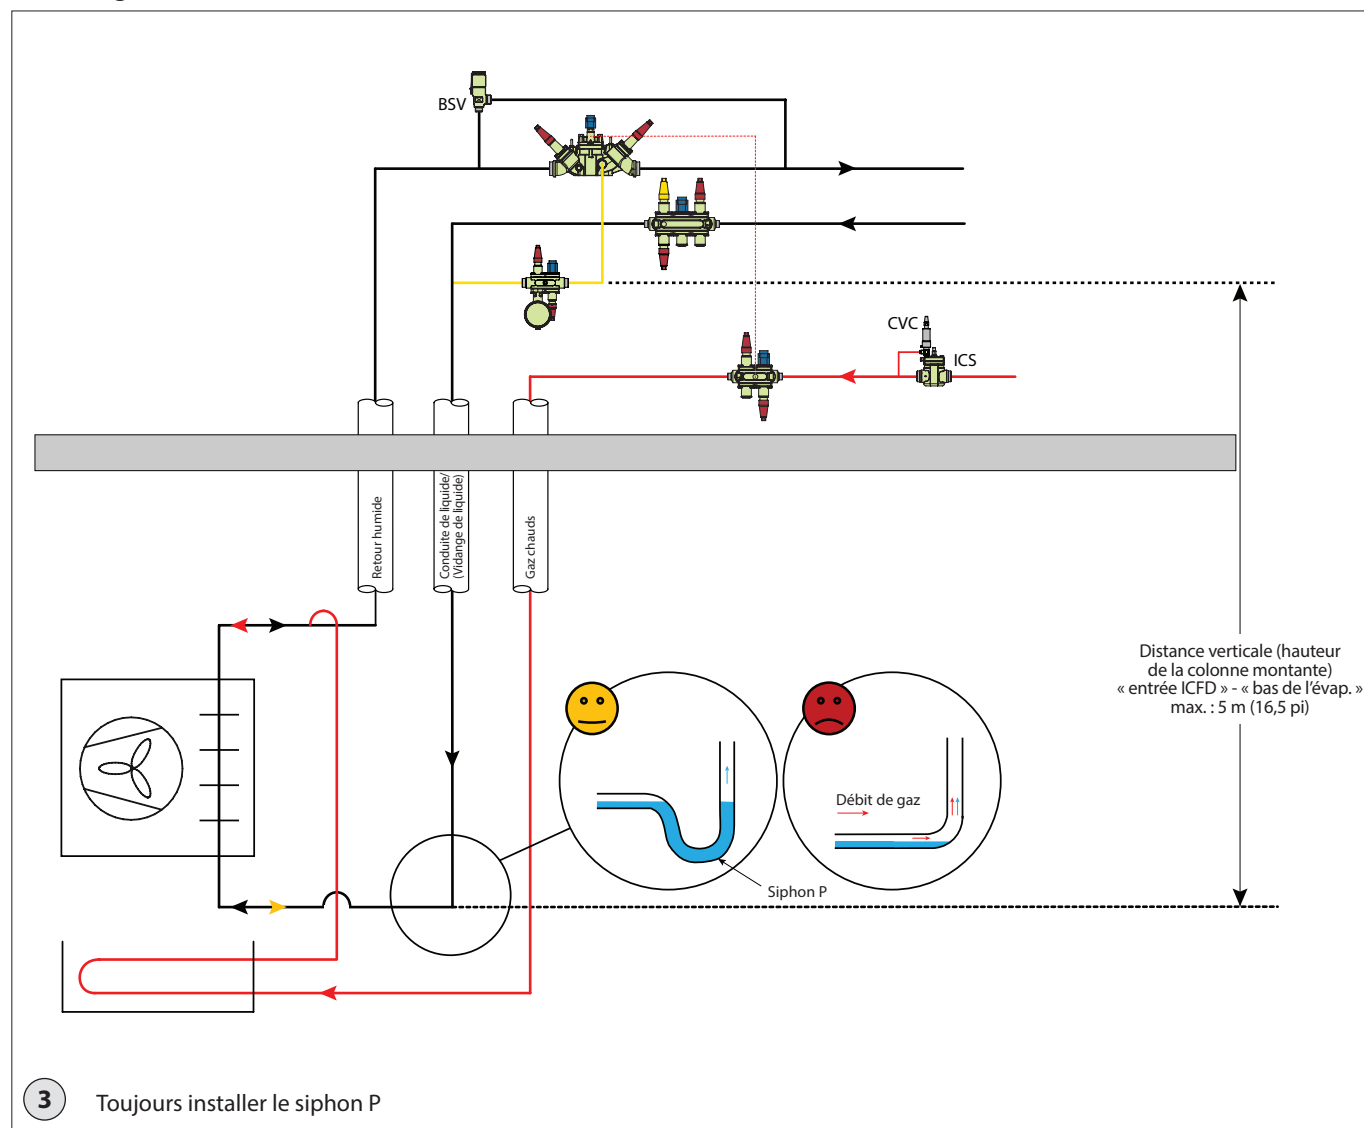 BSV
CVC
ICS
Retour humide
Conduite de liquide/
(Vidange de liquide)
Gaz chauds
Distance verticale (hauteur
de la colonne montante)
« entrée ICFD » - « bas de l’évap. »
max. : 5 m (16,5 pi)
Débit de gaz
Siphon P
3 Toujours installer le siphon P